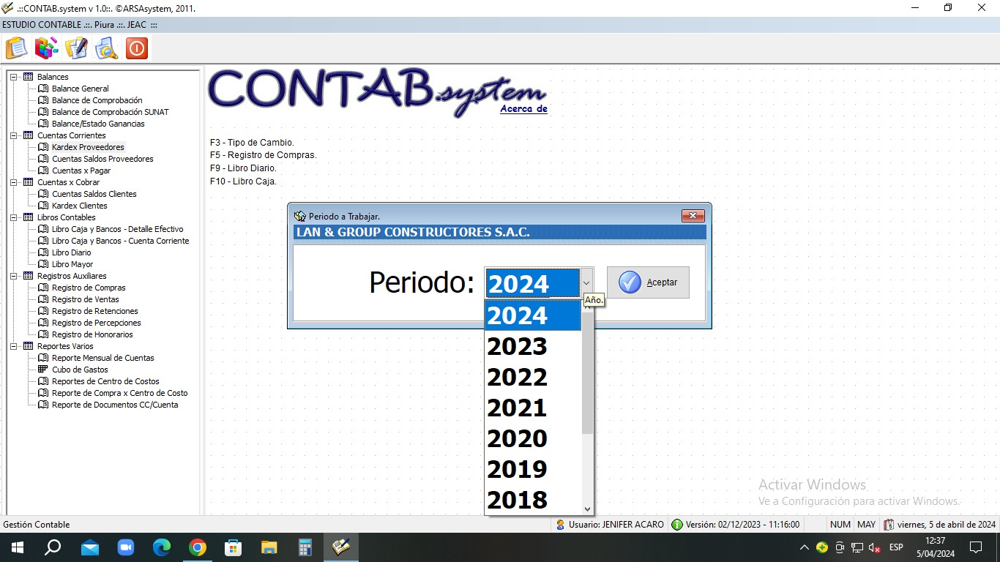 .::CONTAB.system v 1.0::. ©ARSAsystem, 2011.
ESTUDIO CONTABLE .::. Piura .::. JEAC :::
Balances
Balance General
Balance de Comprobación
Balance de Comprobación SUNAT
Balance/Estado Ganancias
Cuentas Corrientes
Kardex Proveedores
Cuentas Saldos Proveedores
Cuentas x Pagar
Cuentas x Cobrar
Cuentas Saldos Clientes
Kardex Clientes
Libros Contables
Libro Caja y Bancos - Detalle Efectivo
Libro Caja y Bancos - Cuenta Corriente
Libro Diario
Libro Mayor
Registros Auxiliares
Registro de Compras
Registro de Ventas
Registro de Retenciones
Registro de Percepciones
Registro de Honorarios
Reportes Varios
Reporte Mensual de Cuentas
Cubo de Gastos
Reportes de Centro de Costos
Reporte de Compra x Centro de Costo
Reporte de Documentos CC/Cuenta
CONTAB.system
Acerca de
F3 - Tipo de Cambio.
F5 - Registro de Compras.
F9 - Libro Diario.
F10 - Libro Caja.
Periodo a Trabajar.
LAN & GROUP CONSTRUCTORES S.A.C.
Periodo: 2024 Aceptar
Año.
2024
2023
2022
2021
2020
2019
2018
Activar Windows
Ve a Configuración para activar Windows.
Gestión Contable Usuario: JENIFER ACARO Versión: 02/12/2023 - 11:16:00 NUM MAY viernes, 5 de abril de 2024
ESP 12:37
5/04/2024